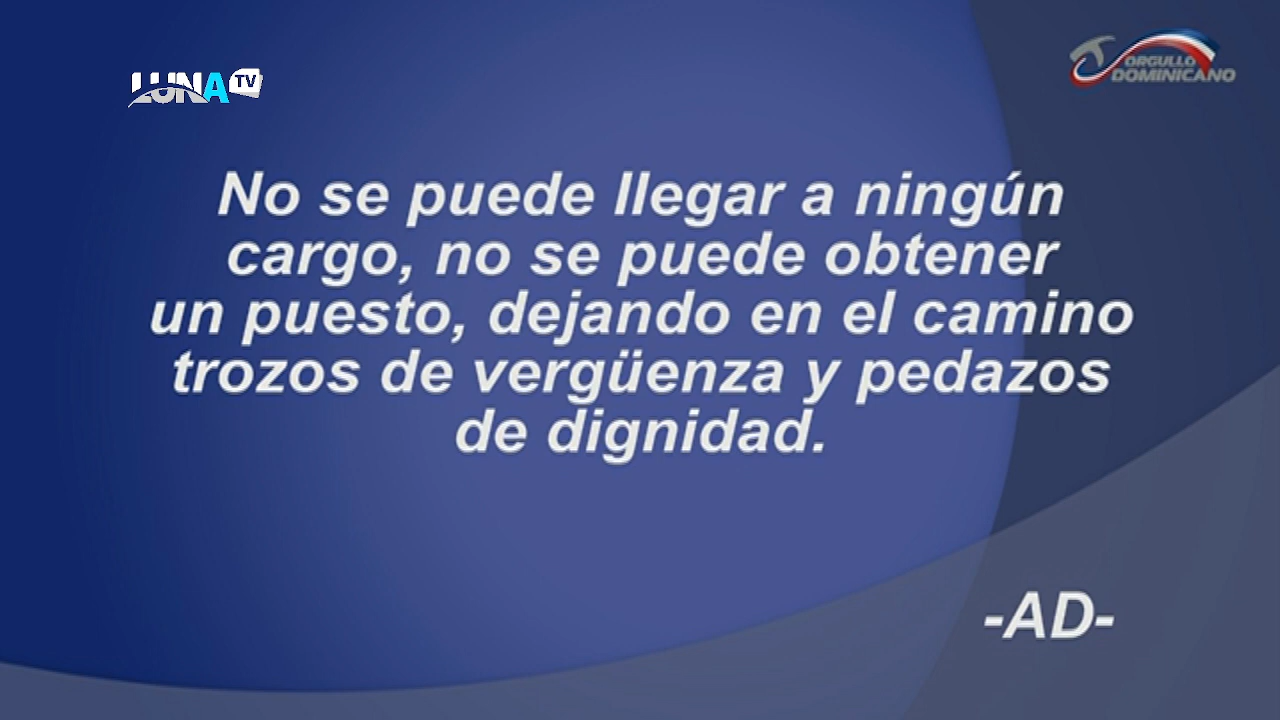 LUNA TV
ORGULLO
DOMINICANO
No se puede llegar a ningún
cargo, no se puede obtener
un puesto, dejando en el camino
trozos de vergüenza y pedazos
de dignidad.
-AD-